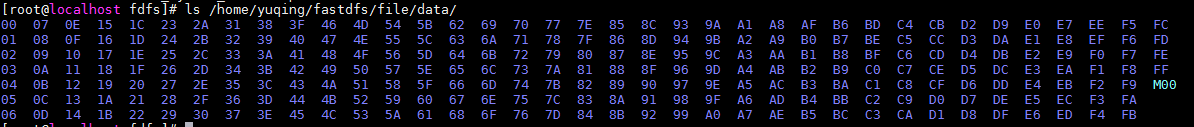 [root@localhost fdfs]# ls /home/yuqing/fastdfs/file/data/
00 07 0E 15 1C 23 2A 31 38 3F 46 4D 54 5B 62 69 70 77 7E 85 8C 93 9A A1 A8 AF B6 BD C4 CB D2 D9 E0 E7 EE F5 FC
01 08 0F 16 1D 24 2B 32 39 40 47 4E 55 5C 63 6A 71 78 7F 86 8D 94 9B A2 A9 B0 B7 BE C5 CC D3 DA E1 E8 EF F6 FD
02 09 10 17 1E 25 2C 33 3A 41 48 4F 56 5D 64 6B 72 79 80 87 8E 95 9C A3 AA B1 B8 BF C6 CD D4 DB E2 E9 F0 F7 FE
03 0A 11 18 1F 26 2D 34 3B 42 49 50 57 5E 65 6C 73 7A 81 88 8F 96 9D A4 AB B2 B9 C0 C7 CE D5 DC E3 EA F1 F8 FF
04 0B 12 19 20 27 2E 35 3C 43 4A 51 58 5F 66 6D 74 7B 82 89 90 97 9E A5 AC B3 BA C1 C8 CF D6 DD E4 EB F2 F9 M00
05 0C 13 1A 21 28 2F 36 3D 44 4B 52 59 60 67 6E 75 7C 83 8A 91 98 9F A6 AD B4 BB C2 C9 D0 D7 DE E5 EC F3 FA
06 0D 14 1B 22 29 30 37 3E 45 4C 53 5A 61 68 6F 76 7D 84 8B 92 99 A0 A7 AE B5 BC C3 CA D1 D8 DF E6 ED F4 FB
[root@localhost fdfs]#